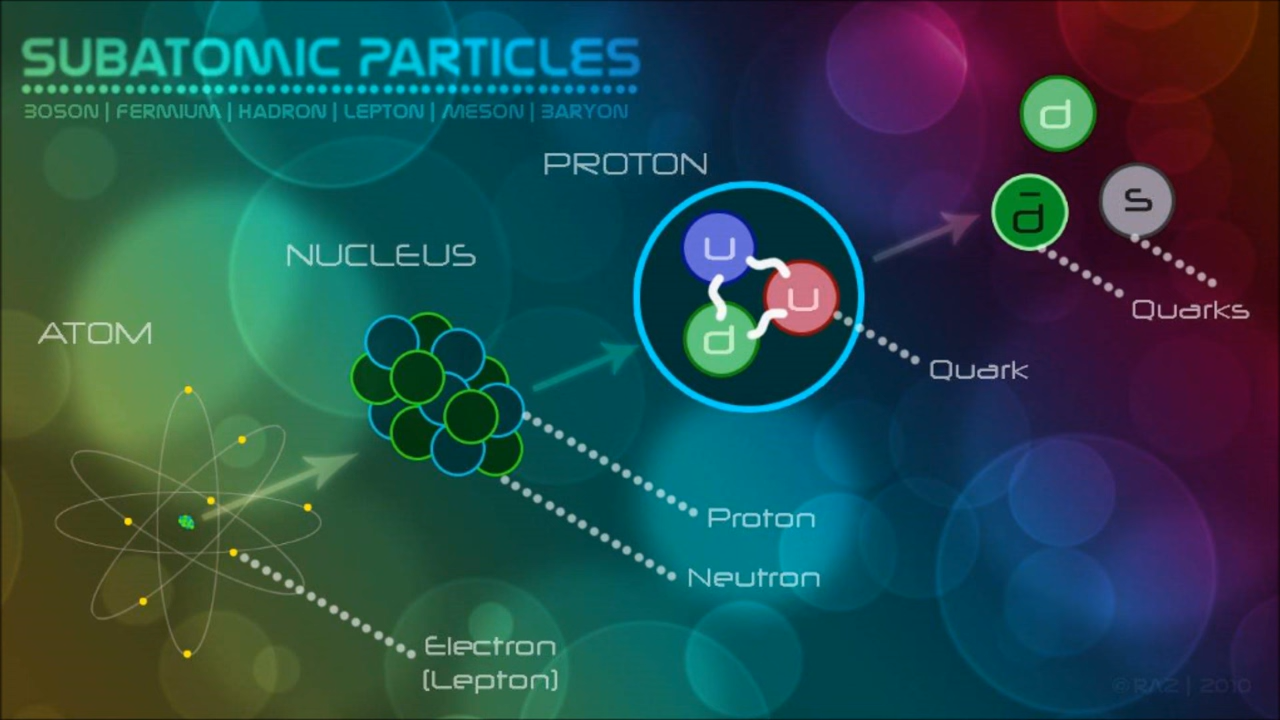 SUBATOMIC PARTICLES
BOSON | FERMIUM | HADRON | LEPTON | MESON | BARYON
PROTON
NUCLEUS
ATOM
u
u
d
d
d̄
s
Quarks
Quark
Proton
Neutron
Electron
(Lepton)
©RAZ | 2010